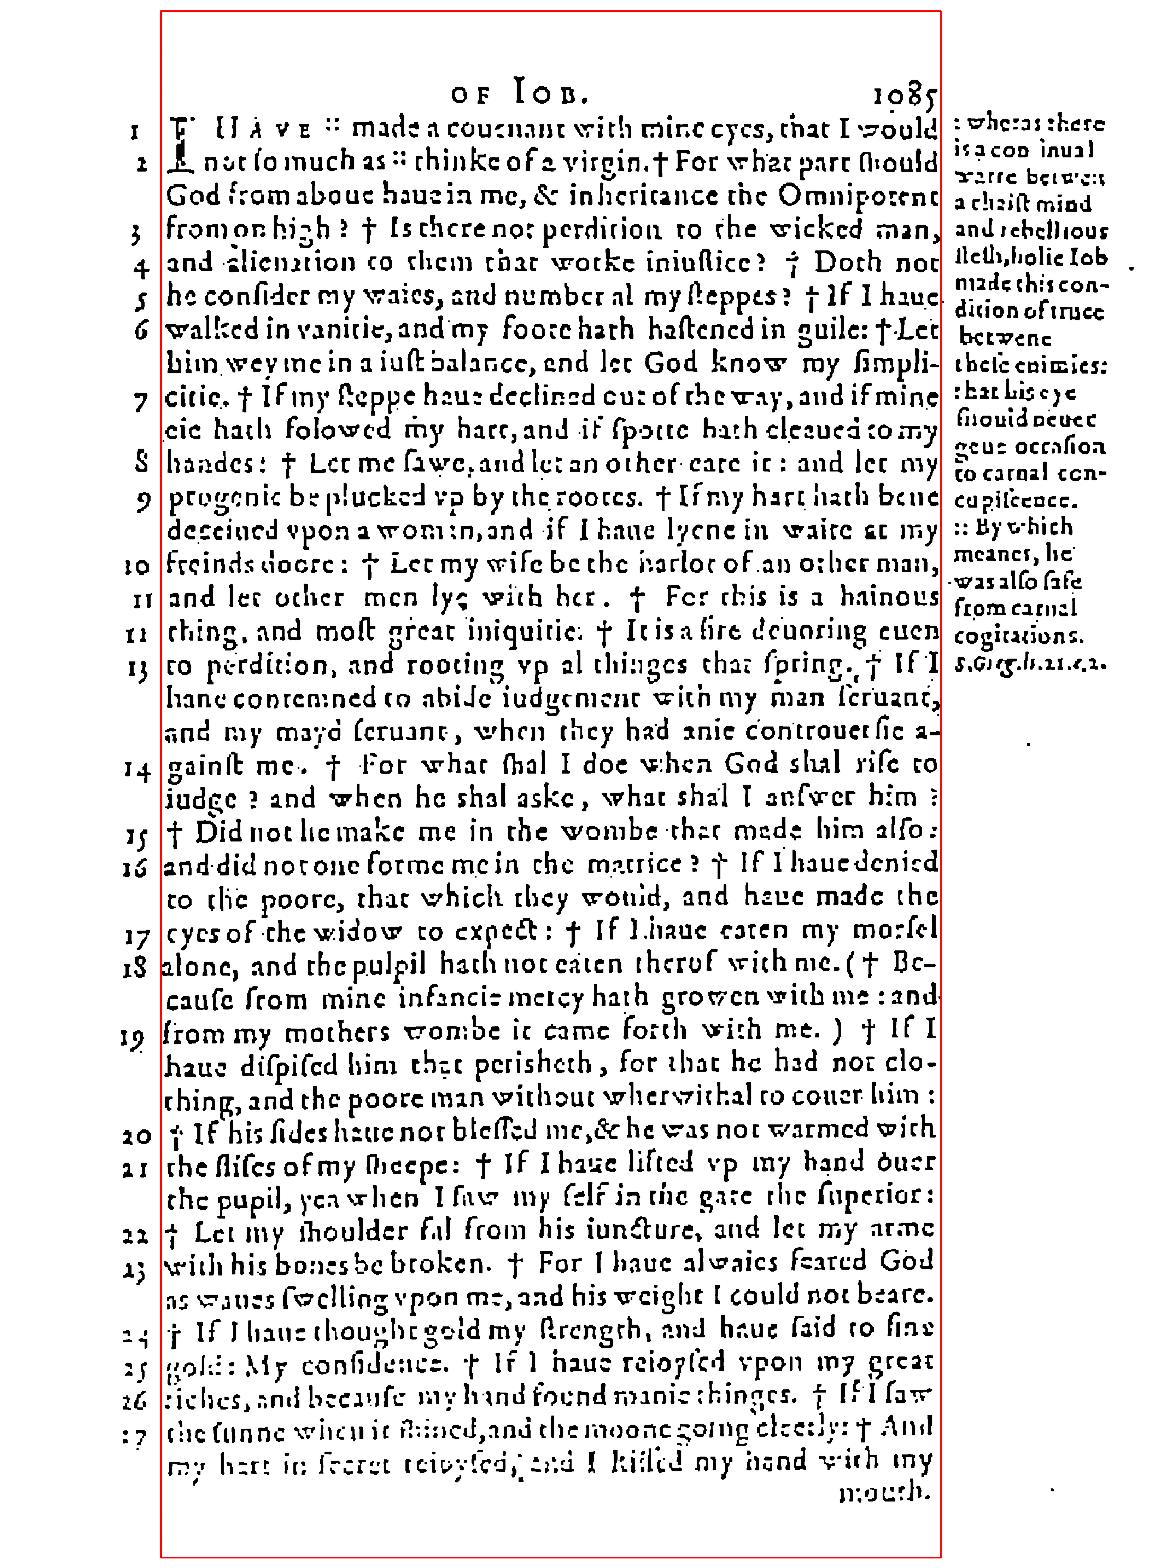 OF IOB. 1085
1 I HAVE :: made a couenant with mine eyes, that I would
2 not ſo much as :: thinke of a virgin. † For what part ſhould
God from aboue haue in me, & inheritance the Omnipotent
3 from on high? † Is there not perdition to the wicked man,
4 and alienation to them that worke iniuſtice? † Doth not
5 he conſider my waies, and number al my ſteppes? † If I haue
6 walked in vanitie, and my foote hath haſtened in guile: † Let
him wey me in a iuſt balance, and let God know my ſimpli-
7 citie. † If my ſteppe haue declined out of the way, and if mine
eie hath folowed my hart, and if ſpotte hath cleaued to my
8 handes: † Let me ſawe, and let an other eate it: and let my
9 progenie be plucked vp by the rootes. † If my hart hath bene
deceiued vpon a woman, and if I haue lyene in waite at my
10 freinds doore: † Let my wife be the harlot of an other man,
11 and let other men lye with her. † For this is a hainous
12 thing, and moſt great iniquitie. † It is a fire deuoring euen
13 to perdition, and rooting vp al thinges that ſpring. † If I
haue contemned to abide iudgement with my man ſeruant,
and my mayd ſeruant, when they had anie controuerſie a-
14 gainſt me. † For what ſhal I doe when God shal riſe to
iudge? and when he shal aske, what shal I anſwer him?
15 † Did not he make me in the wombe that made him alſo:
16 and did not one forme me in the matrice? † If I haue denied
to the poore, that which they would, and haue made the
17 eyes of the widow to expect: † If I haue eaten my morſel
18 alone, and the pulpil hath not eaten therof with me. († Be-
cauſe from mine infancie mercy hath growen with me: and
19 from my mothers wombe it came forth with me.) † If I
haue diſpiſed him that perisheth, for that he had not clo-
thing, and the poore man without wherwithal to couer him:
20 † If his ſides haue not bleſſed me, & he was not warmed with
21 the fliſes of my ſheepe: † If I haue lifted vp my hand ouer
the pupil, yea when I ſaw my ſelf in the gate the ſuperior:
22 † Let my ſhoulder fal from his iuncture, and let my arme
23 with his bones be broken. † For I haue alwaies feared God
as waues ſwelling vpon me, and his weight I could not beare.
24 † If I haue thought gold my ſtrength, and haue ſaid to fine
25 gold: My confidence. † If I haue reioyſed vpon my great
26 riches, and becauſe my hand found manie thinges. † If I ſaw
27 the ſunne when it ſhined, and the moone going cleerly: † And
my hart in ſecret reioyſed, and I kiſſed my hand with my
mouth.
: wheras there
is a continual
warre betwen
a chriſt mind
and rebellious
fleſh, holie Iob
made this con-
dition of truce
betwene
theſe enimies:
that his eye
ſhould neuer
geue occaſion
to carnal con-
cupiſcence.
:: By which
meanes, he
was alſo ſafe
from carnal
cogitations.
S. Greg. li. 21. c. 2.